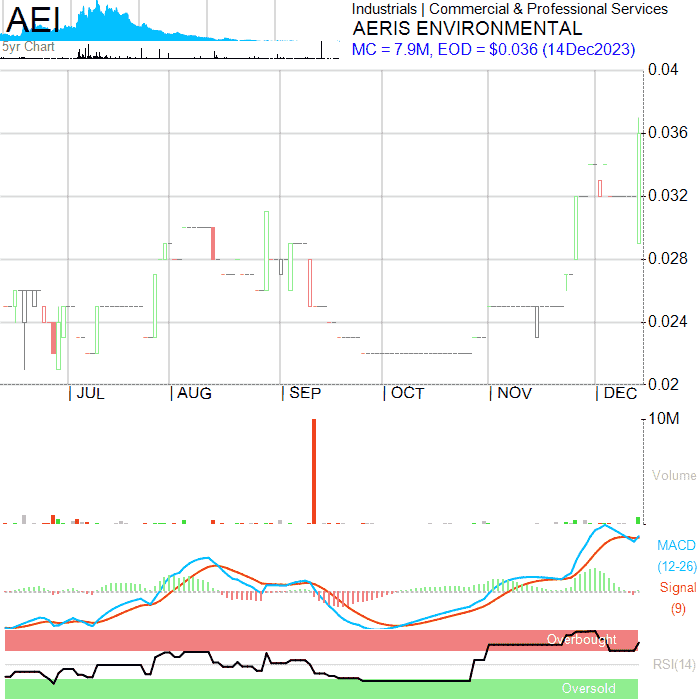 AEI
5yr Chart
Industrials | Commercial & Professional Services
AERIS ENVIRONMENTAL
MC = 7.9M, EOD = $0.036 (14Dec2023)
0.04
0.036
0.032
0.028
0.024
0.02
JUL AUG SEP OCT NOV DEC
10M
Volume
MACD
(12-26)
Signal
(9)
Overbought
RSI(14)
Oversold